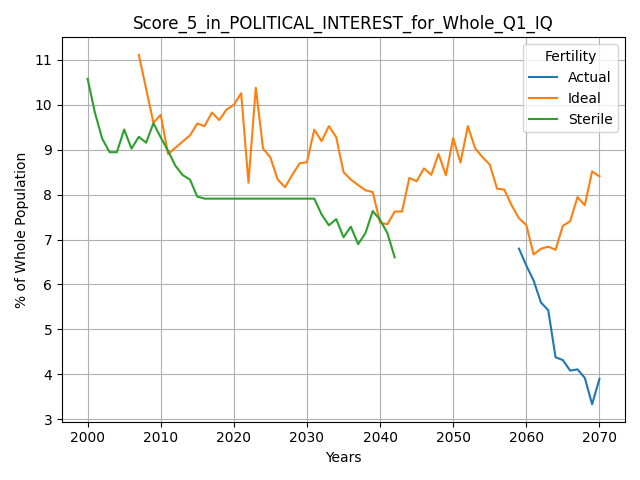 Score_5_in_POLITICAL_INTEREST_for_Whole_Q1_IQ
Fertility
Actual
Ideal
Sterile
% of Whole Population
11
10
9
8
7
6
5
4
3
2000
2010
2020
2030
2040
2050
2060
2070
Years